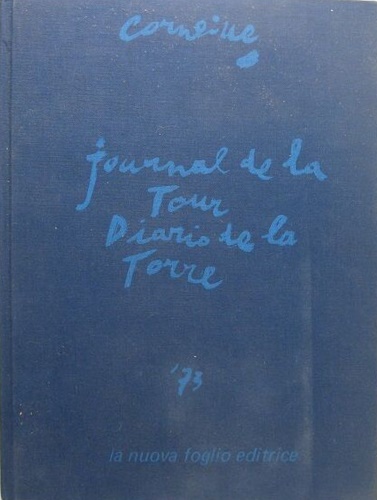 Corneille
journal de la
Tour
Diario de la
Torre
'73
la nuova foglio editrice